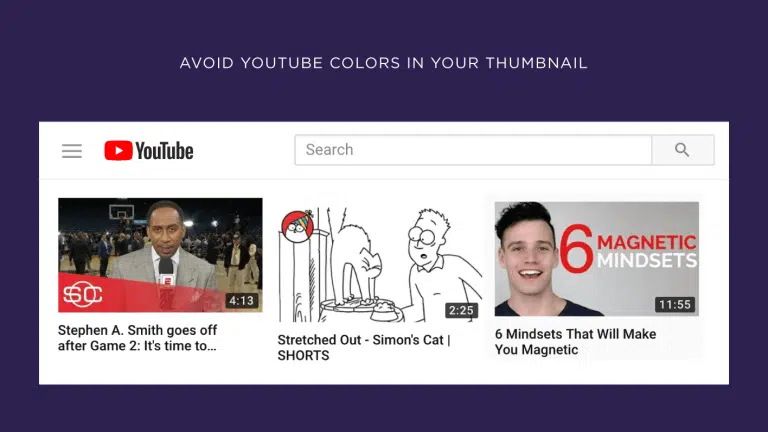 AVOID YOUTUBE COLORS IN YOUR THUMBNAIL
YouTube
Search
SC
4:13
Stephen A. Smith goes off
after Game 2: It's time to...
2:25
Stretched Out - Simon's Cat |
SHORTS
6 MAGNETIC
MINDSETS
11:55
6 Mindsets That Will Make
You Magnetic